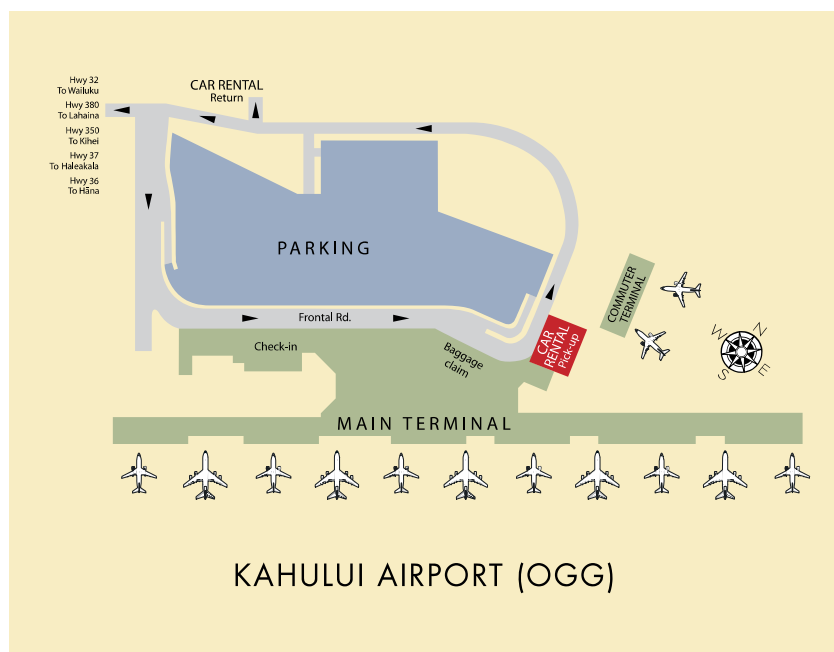 Hwy 32
To Wailuku
Hwy 380
To Lahaina
Hwy 350
To Kihei
Hwy 37
To Haleakala
Hwy 36
To Hāna
CAR RENTAL
Return
PARKING
Frontal Rd.
Check-in
Baggage
claim
CAR
RENTAL
Pick-up
COMMUTER
TERMINAL
N
W
E
S
MAIN TERMINAL
KAHULUI AIRPORT (OGG)